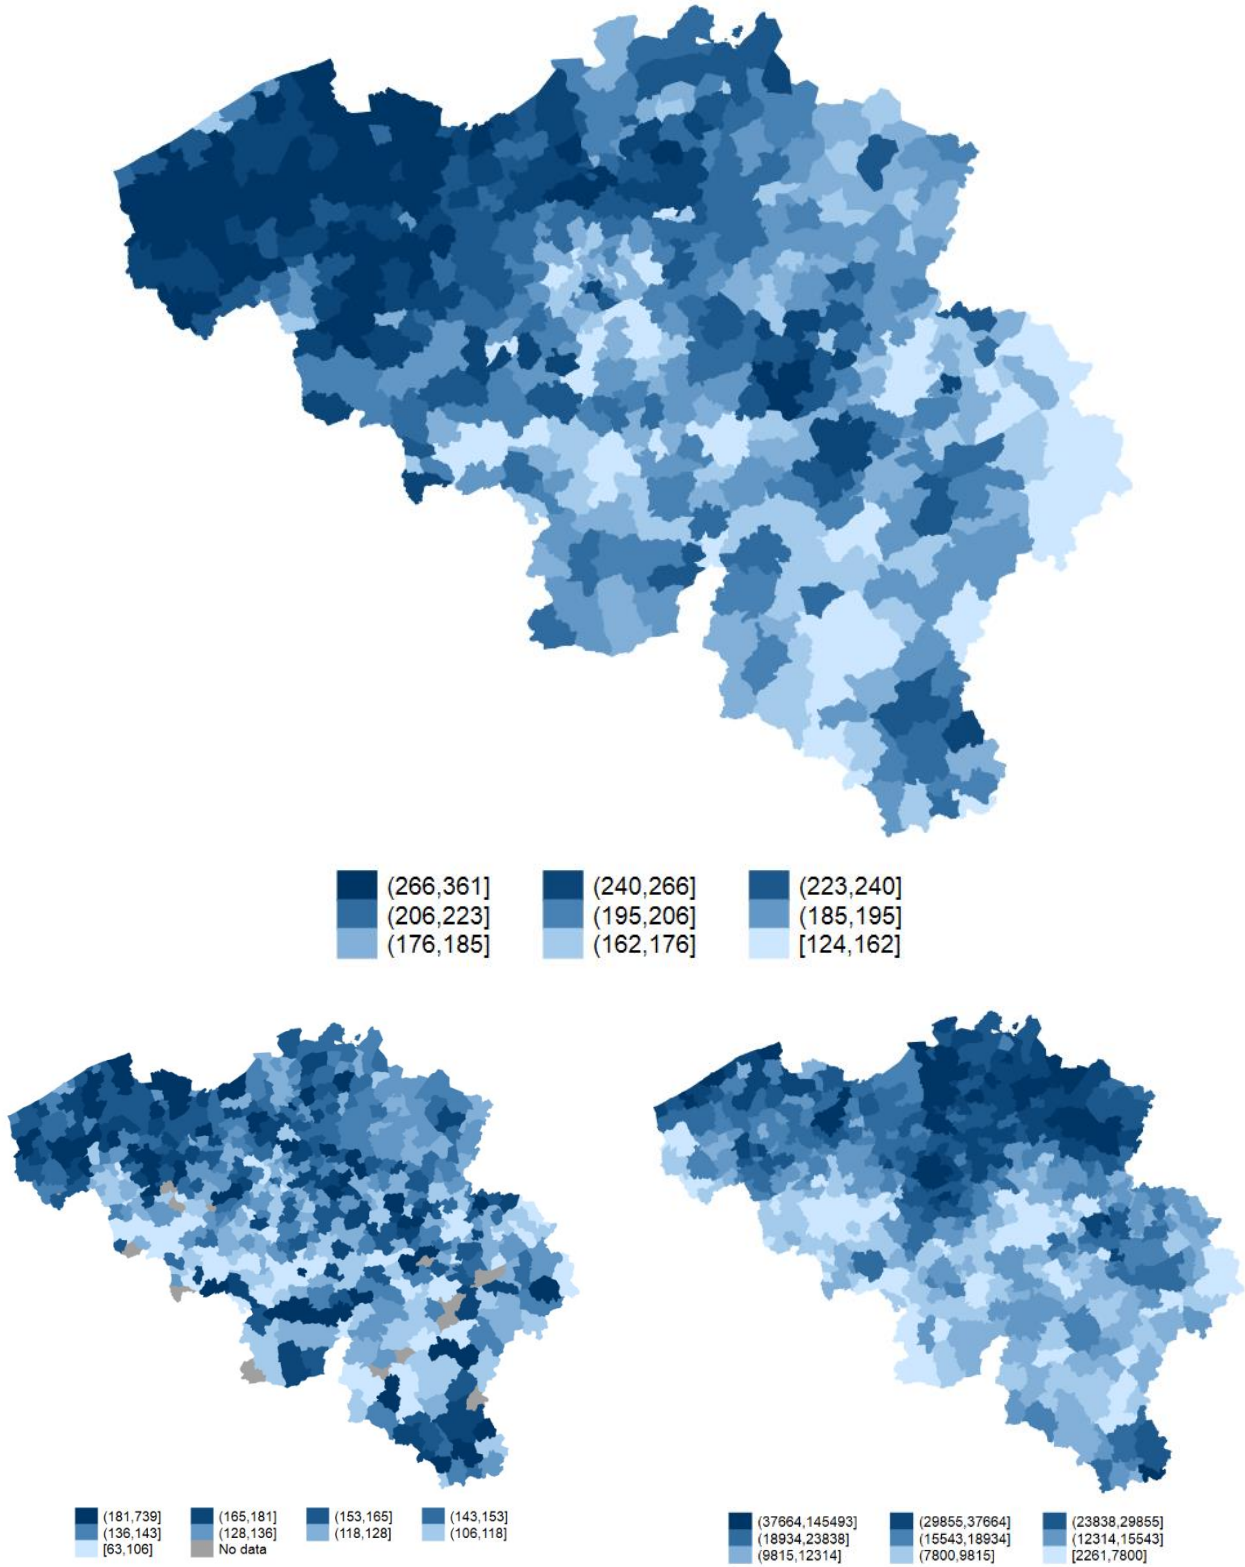 (266,361] (240,266] (223,240]
(206,223] (195,206] (185,195]
(176,185] (162,176] [124,162]
(181,739] (165,181] (153,165] (143,153]
(136,143] (128,136] (118,128] (106,118]
[63,106] No data
(37664,145493] (29855,37664] (23838,29855]
(18934,23838] (15543,18934] (12314,15543]
(9815,12314] (7800,9815] [2261,7800]